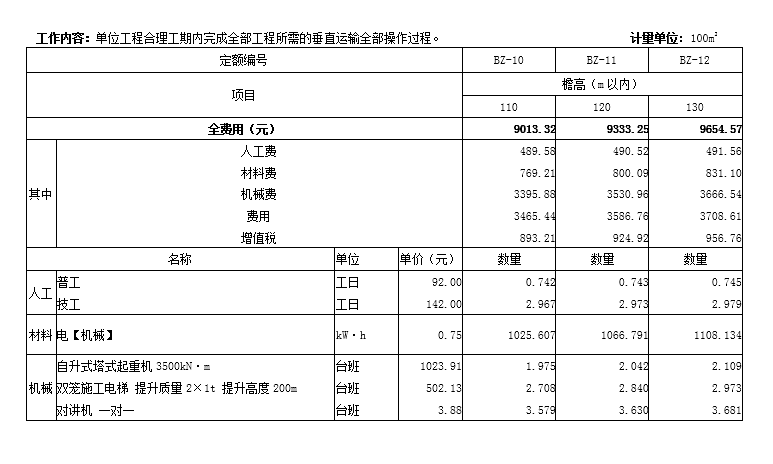 工作内容：单位工程合理工期内完成全部工程所需的垂直运输全部操作过程。 计量单位：100m²
定额编号 BZ-10 BZ-11 BZ-12
项目 檐高（m以内）
110 120 130
全费用（元） 9013.32 9333.25 9654.57
其中 人工费 489.58 490.52 491.56
材料费 769.21 800.09 831.10
机械费 3395.88 3530.96 3666.54
费用 3465.44 3586.76 3708.61
增值税 893.21 924.92 956.76
名称 单位 单价（元） 数量 数量 数量
人工 普工 工日 92.00 0.742 0.743 0.745
技工 工日 142.00 2.967 2.973 2.979
材料 电【机械】 kW·h 0.75 1025.607 1066.791 1108.134
机械 自升式塔式起重机3500kN·m 台班 1023.91 1.975 2.042 2.109
双笼施工电梯 提升质量2×1t 提升高度200m 台班 502.13 2.708 2.840 2.973
对讲机 一对一 台班 3.88 3.579 3.630 3.681